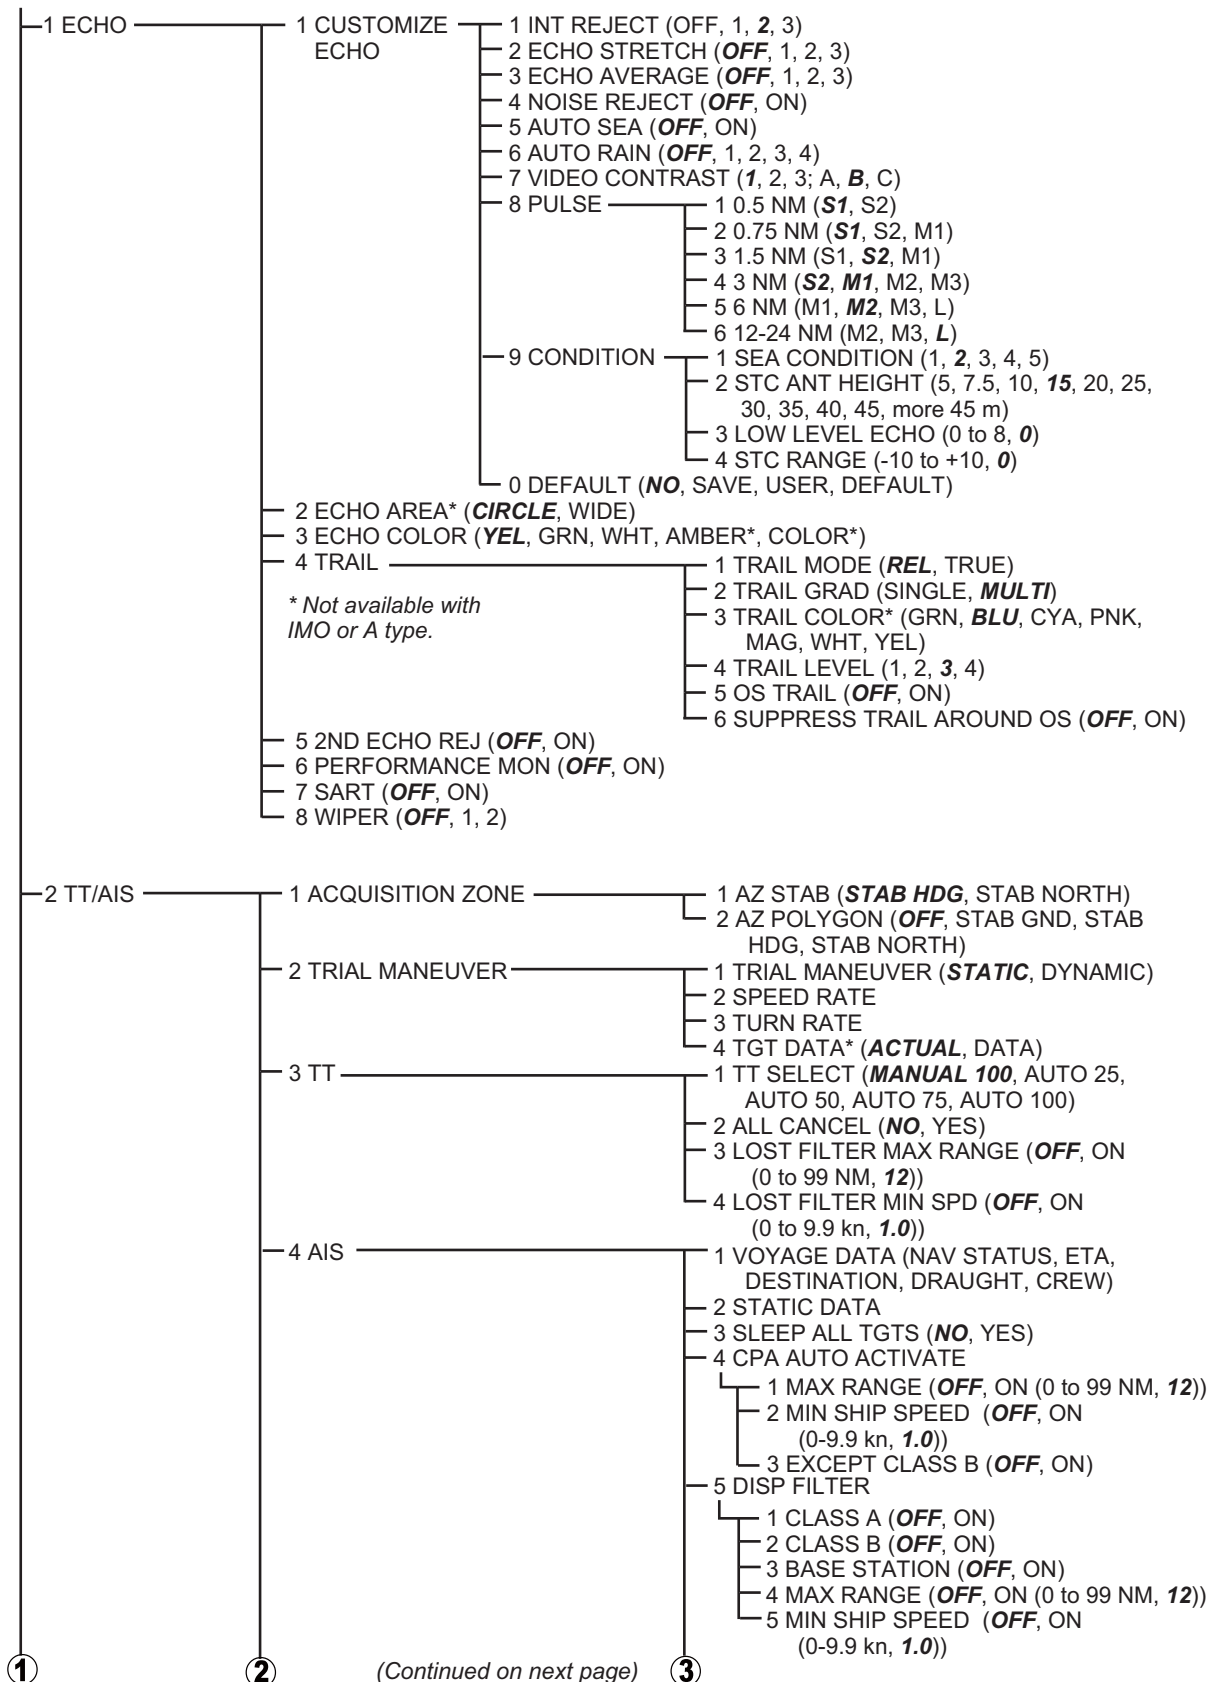 1 ECHO
1 CUSTOMIZE
ECHO
1 INT REJECT (OFF, 1, 2, 3)
2 ECHO STRETCH (OFF, 1, 2, 3)
3 ECHO AVERAGE (OFF, 1, 2, 3)
4 NOISE REJECT (OFF, ON)
5 AUTO SEA (OFF, ON)
6 AUTO RAIN (OFF, 1, 2, 3, 4)
7 VIDEO CONTRAST (1, 2, 3; A, B, C)
8 PULSE
1 0.5 NM (S1, S2)
2 0.75 NM (S1, S2, M1)
3 1.5 NM (S1, S2, M1)
4 3 NM (S2, M1, M2, M3)
5 6 NM (M1, M2, M3, L)
6 12-24 NM (M2, M3, L)
9 CONDITION
1 SEA CONDITION (1, 2, 3, 4, 5)
2 STC ANT HEIGHT (5, 7.5, 10, 15, 20, 25,
30, 35, 40, 45, more 45 m)
3 LOW LEVEL ECHO (0 to 8, 0)
4 STC RANGE (-10 to +10, 0)
0 DEFAULT (NO, SAVE, USER, DEFAULT)
2 ECHO AREA* (CIRCLE, WIDE)
3 ECHO COLOR (YEL, GRN, WHT, AMBER*, COLOR*)
4 TRAIL
* Not available with
IMO or A type.
1 TRAIL MODE (REL, TRUE)
2 TRAIL GRAD (SINGLE, MULTI)
3 TRAIL COLOR* (GRN, BLU, CYA, PNK,
MAG, WHT, YEL)
4 TRAIL LEVEL (1, 2, 3, 4)
5 OS TRAIL (OFF, ON)
6 SUPPRESS TRAIL AROUND OS (OFF, ON)
5 2ND ECHO REJ (OFF, ON)
6 PERFORMANCE MON (OFF, ON)
7 SART (OFF, ON)
8 WIPER (OFF, 1, 2)
2 TT/AIS
1 ACQUISITION ZONE
1 AZ STAB (STAB HDG, STAB NORTH)
2 AZ POLYGON (OFF, STAB GND, STAB
HDG, STAB NORTH)
2 TRIAL MANEUVER
1 TRIAL MANEUVER (STATIC, DYNAMIC)
2 SPEED RATE
3 TURN RATE
4 TGT DATA* (ACTUAL, DATA)
3 TT
1 TT SELECT (MANUAL 100, AUTO 25,
AUTO 50, AUTO 75, AUTO 100)
2 ALL CANCEL (NO, YES)
3 LOST FILTER MAX RANGE (OFF, ON
(0 to 99 NM, 12))
4 LOST FILTER MIN SPD (OFF, ON
(0 to 9.9 kn, 1.0))
4 AIS
1 VOYAGE DATA (NAV STATUS, ETA,
DESTINATION, DRAUGHT, CREW)
2 STATIC DATA
3 SLEEP ALL TGTS (NO, YES)
4 CPA AUTO ACTIVATE
1 MAX RANGE (OFF, ON (0 to 99 NM, 12))
2 MIN SHIP SPEED (OFF, ON
(0-9.9 kn, 1.0))
3 EXCEPT CLASS B (OFF, ON)
5 DISP FILTER
1 CLASS A (OFF, ON)
2 CLASS B (OFF, ON)
3 BASE STATION (OFF, ON)
4 MAX RANGE (OFF, ON (0 to 99 NM, 12))
5 MIN SHIP SPEED (OFF, ON
(0-9.9 kn, 1.0))
1 2 (Continued on next page) 3